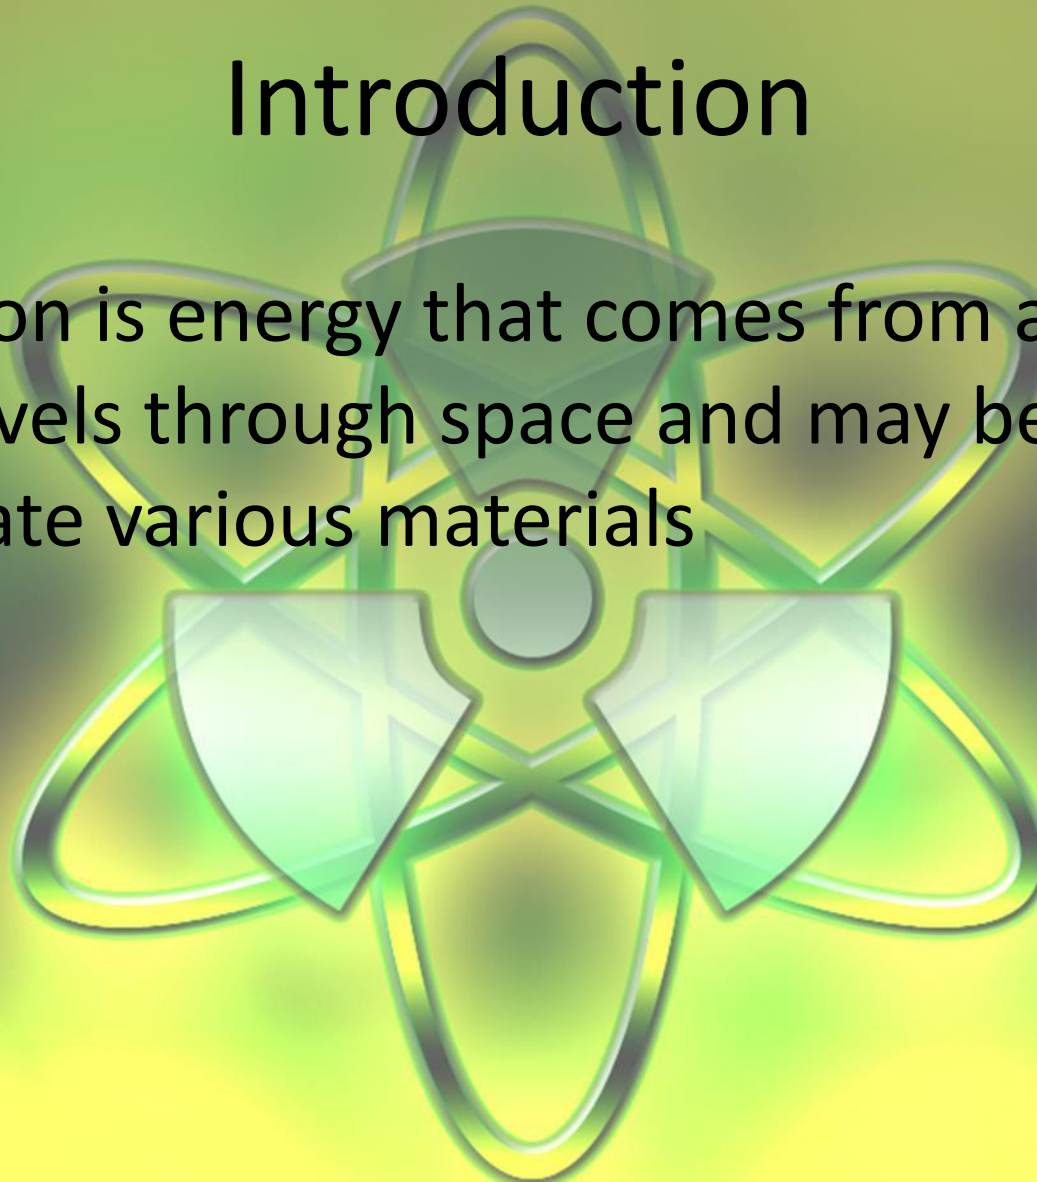 Introduction
on is energy that comes from a
vels through space and may be
ate various materials